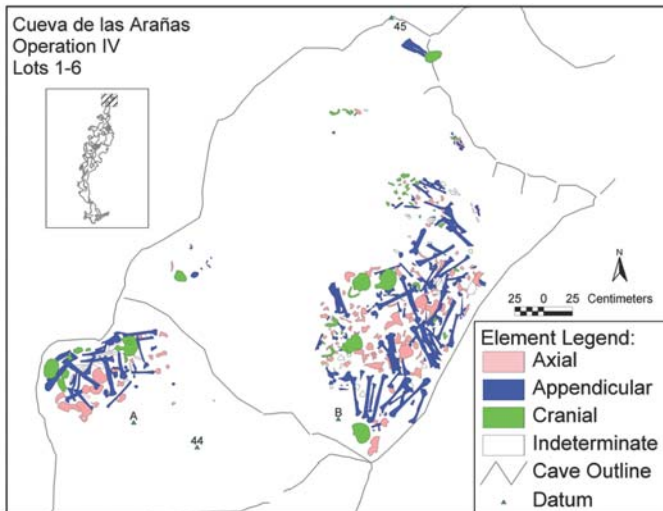 Cueva de las Arañas
Operation IV
Lots 1-6
45
N
25 0 25 Centimeters
A
44
B
Element Legend:
Axial
Appendicular
Cranial
Indeterminate
Cave Outline
Datum